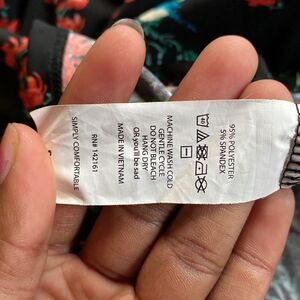 95% POLYESTER
5% SPANDEX
40
MACHINE WASH COLD
GENTLE CYCLE
DO NOT BLEACH
HANG DRY
OR you'll be sad
MADE IN VIETNAM
RN# 142161
SIMPLY COMFORTABLE